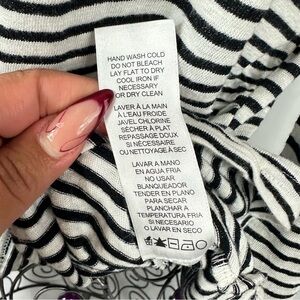 HAND WASH COLD
DO NOT BLEACH
LAY FLAT TO DRY
COOL IRON IF
NECESSARY
OR DRY CLEAN
LAVER À LA MAIN
À L'EAU FROIDE
JAVEL CHLORINE
SÉCHER À PLAT
REPASSAGE DOUX
SI NÉCESSAIRE
OU NETTOYAGE À SEC
LAVAR A MANO
EN AGUA FRIA
NO USAR
BLANQUEADOR
TENDER EN PLANO
PARA SECAR
PLANCHAR A
TEMPERATURA FRIA
SI NECESARIO
O LAVAR EN SECO